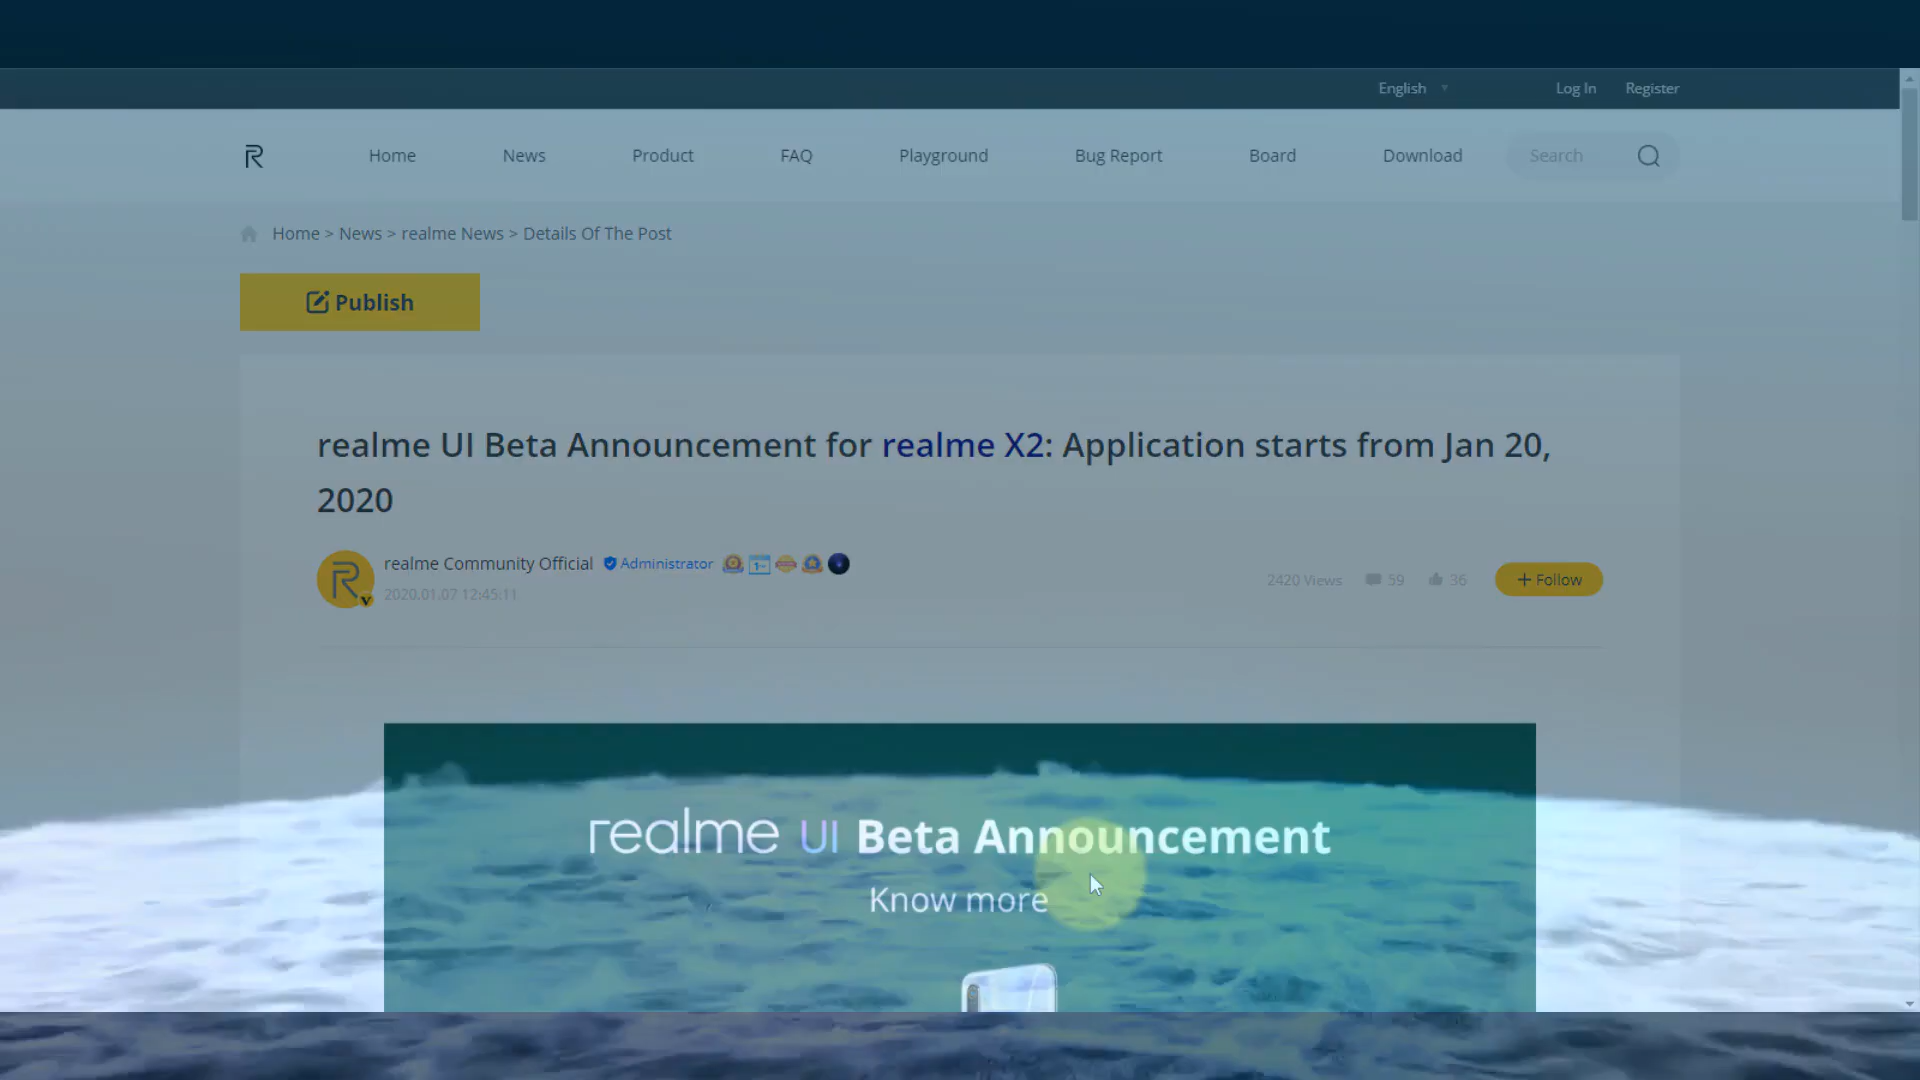 English
Log In
Register
Home
News
Product
FAQ
Playground
Bug Report
Board
Download
Search
Home > News > realme News > Details Of The Post
Publish
realme UI Beta Announcement for realme X2: Application starts from Jan 20,
2020
realme Community Official
Administrator
2020.01.07 12:45:11
2420 Views
59
36
+ Follow
realme UI Beta Announcement
Know more